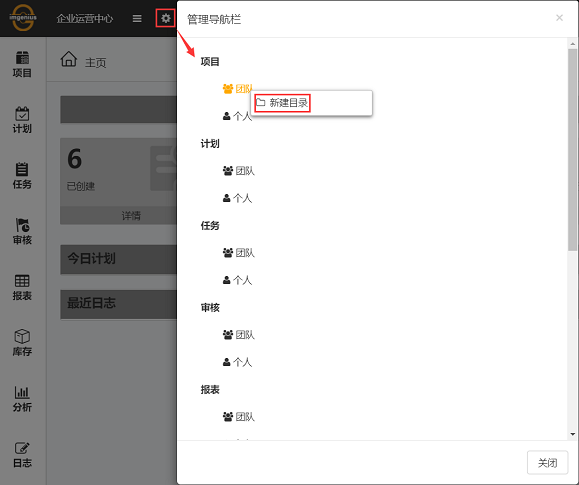 imgenius
企业运营中心
项目
计划
任务
审核
报表
库存
分析
日志
主页
6
已创建
详情
今日计划
最近日志
管理导航栏
×
项目
团队
新建目录
个人
计划
团队
个人
任务
团队
个人
审核
团队
个人
报表
团队
关闭